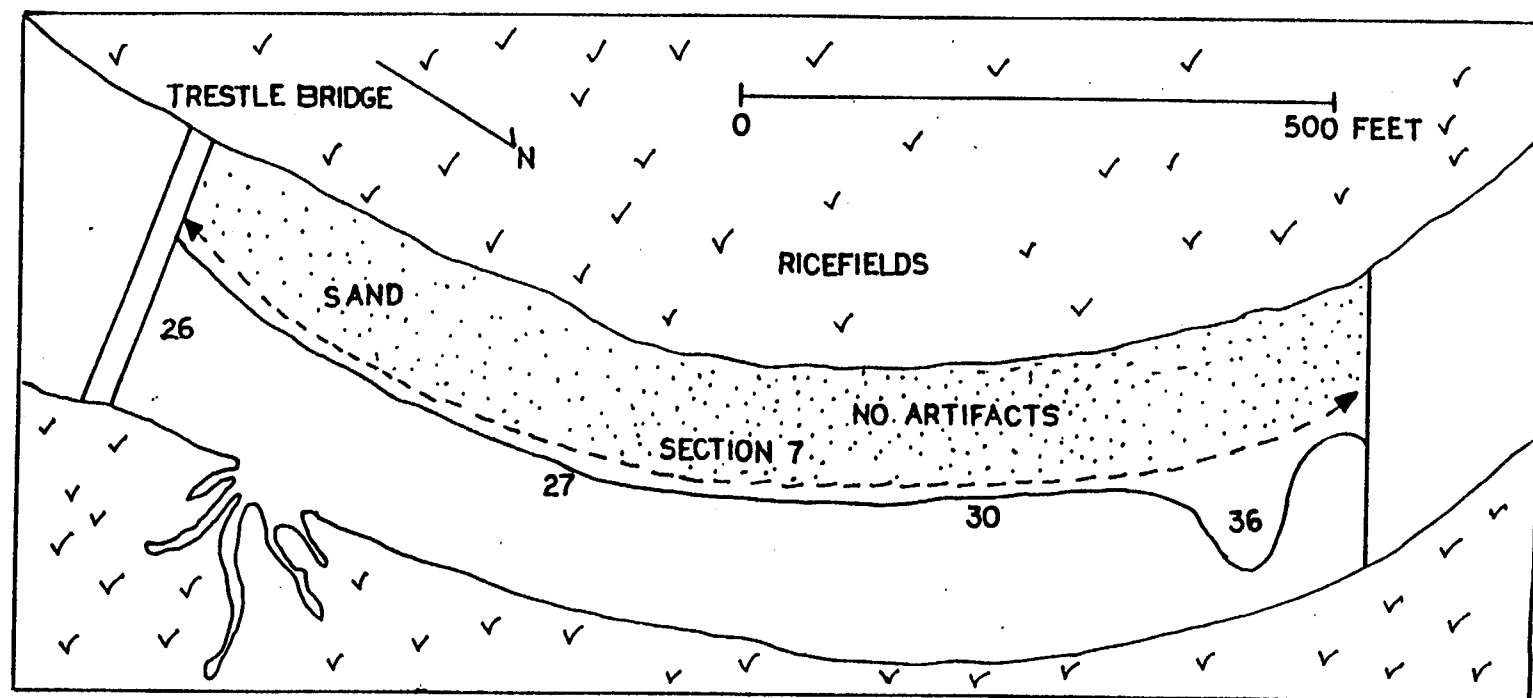 TRESTLE BRIDGE
N
0 500 FEET
RICEFIELDS
SAND
26
NO ARTIFACTS
SECTION 7
27
30
36